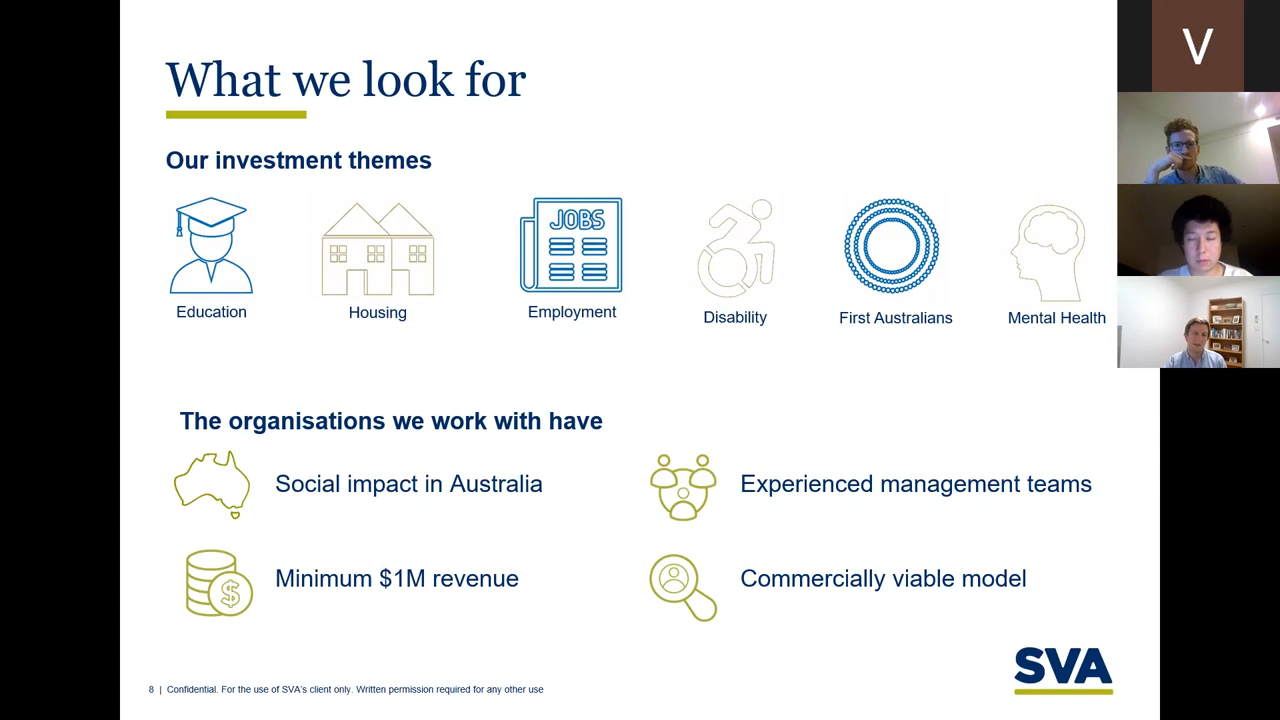 What we look for
V
Our investment themes
JOBS
Education
Housing
Employment
Disability
First Australians
Mental Health
The organisations we work with have
Social impact in Australia
Experienced management teams
$
Minimum $1M revenue
Commercially viable model
SVA
8 | Confidential. For the use of SVA's client only. Written permission required for any other use